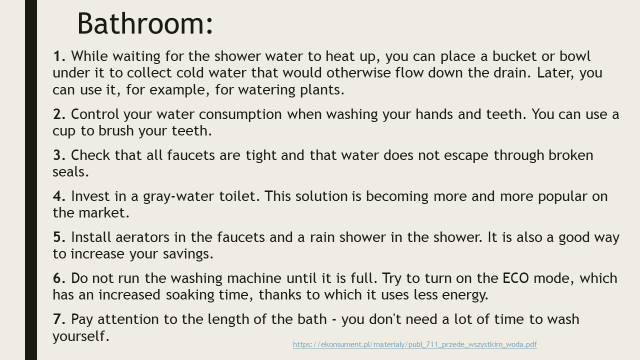 Bathroom:
1. While waiting for the shower water to heat up, you can place a bucket or bowl
under it to collect cold water that would otherwise flow down the drain. Later, you
can use it, for example, for watering plants.
2. Control your water consumption when washing your hands and teeth. You can use a
cup to brush your teeth.
3. Check that all faucets are tight and that water does not escape through broken
seals.
4. Invest in a gray-water toilet. This solution is becoming more and more popular on
the market.
5. Install aerators in the faucets and a rain shower in the shower. It is also a good way
to increase your savings.
6. Do not run the washing machine until it is full. Try to turn on the ECO mode, which
has an increased soaking time, thanks to which it uses less energy.
7. Pay attention to the length of the bath - you don't need a lot of time to wash
yourself.
https://ekonsument.pl/materialy/publ_711_przede_wszystkim_woda.pdf